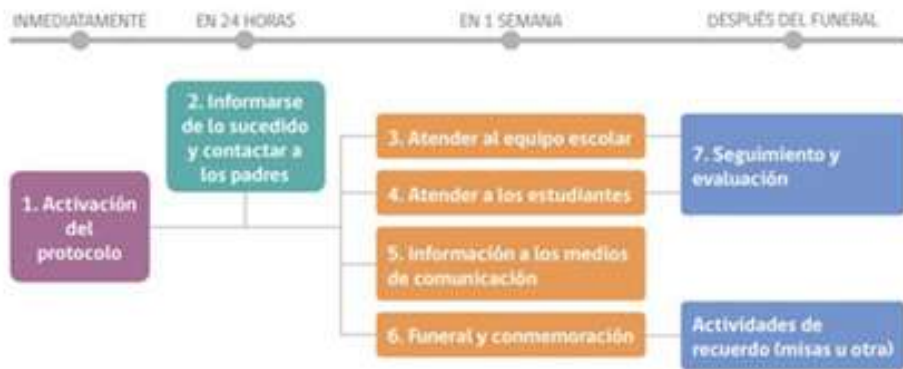 INMEDIATAMENTE
EN 24 HORAS
EN 1 SEMANA
DESPUÉS DEL FUNERAL
1. Activación
del
protocolo
2. Informarse
de lo sucedido
y contactar a
los padres
3. Atender al equipo escolar
4. Atender a los estudiantes
5. Información a los medios
de comunicación
6. Funeral y conmemoración
7. Seguimiento y
evaluación
Actividades de
recuerdo (misas u otra)